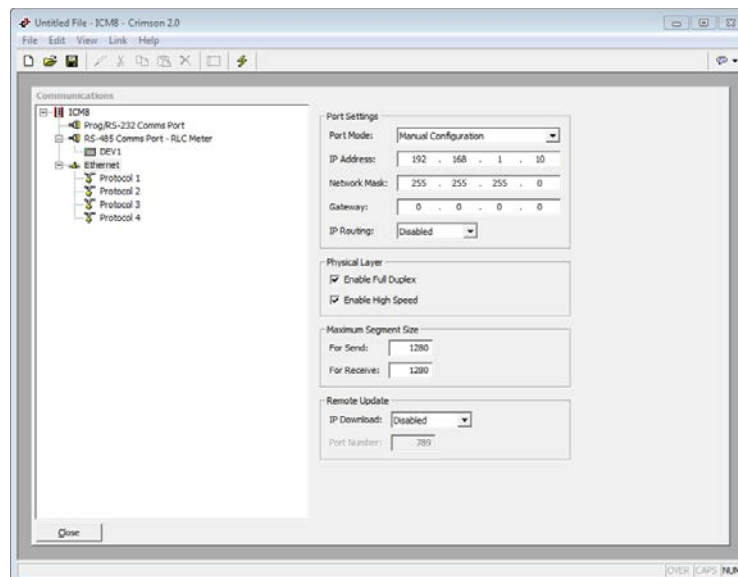 Untitled File - ICM8 - Crimson 2.0
File Edit View Link Help
Communications
ICM8
Prog/RS-232 Comms Port
RS-485 Comms Port - RLC Meter
DEV1
Ethernet
Protocol 1
Protocol 2
Protocol 3
Protocol 4
Port Settings
Port Mode: Manual Configuration
IP Address: 192 . 168 . 1 . 10
Network Mask: 255 . 255 . 255 . 0
Gateway: 0 . 0 . 0 . 0
IP Routing: Disabled
Physical Layer
Enable Full Duplex
Enable High Speed
Maximum Segment Size
For Send: 1280
For Receive: 1280
Remote Update
IP Download: Disabled
Port Number: 789
Close
OVER CAPS NUM